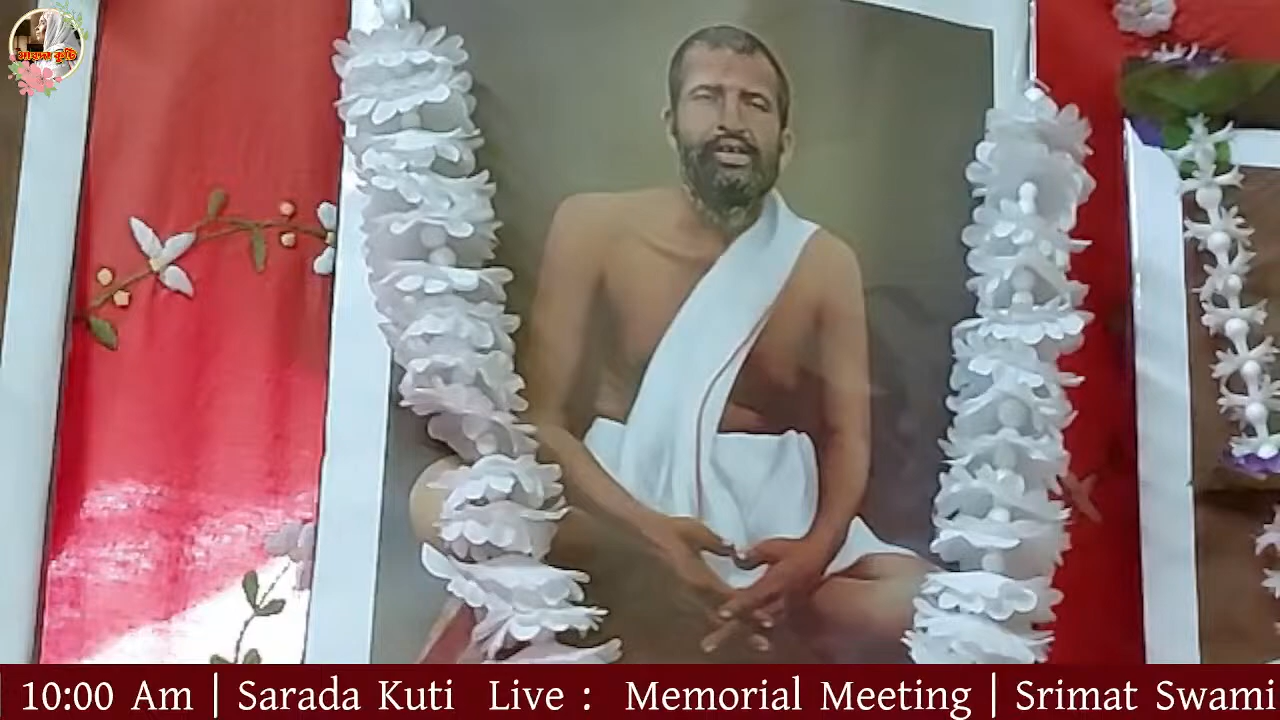 মায়ের কুটি
10:00 Am | Sarada Kuti Live : Memorial Meeting | Srimat Swami